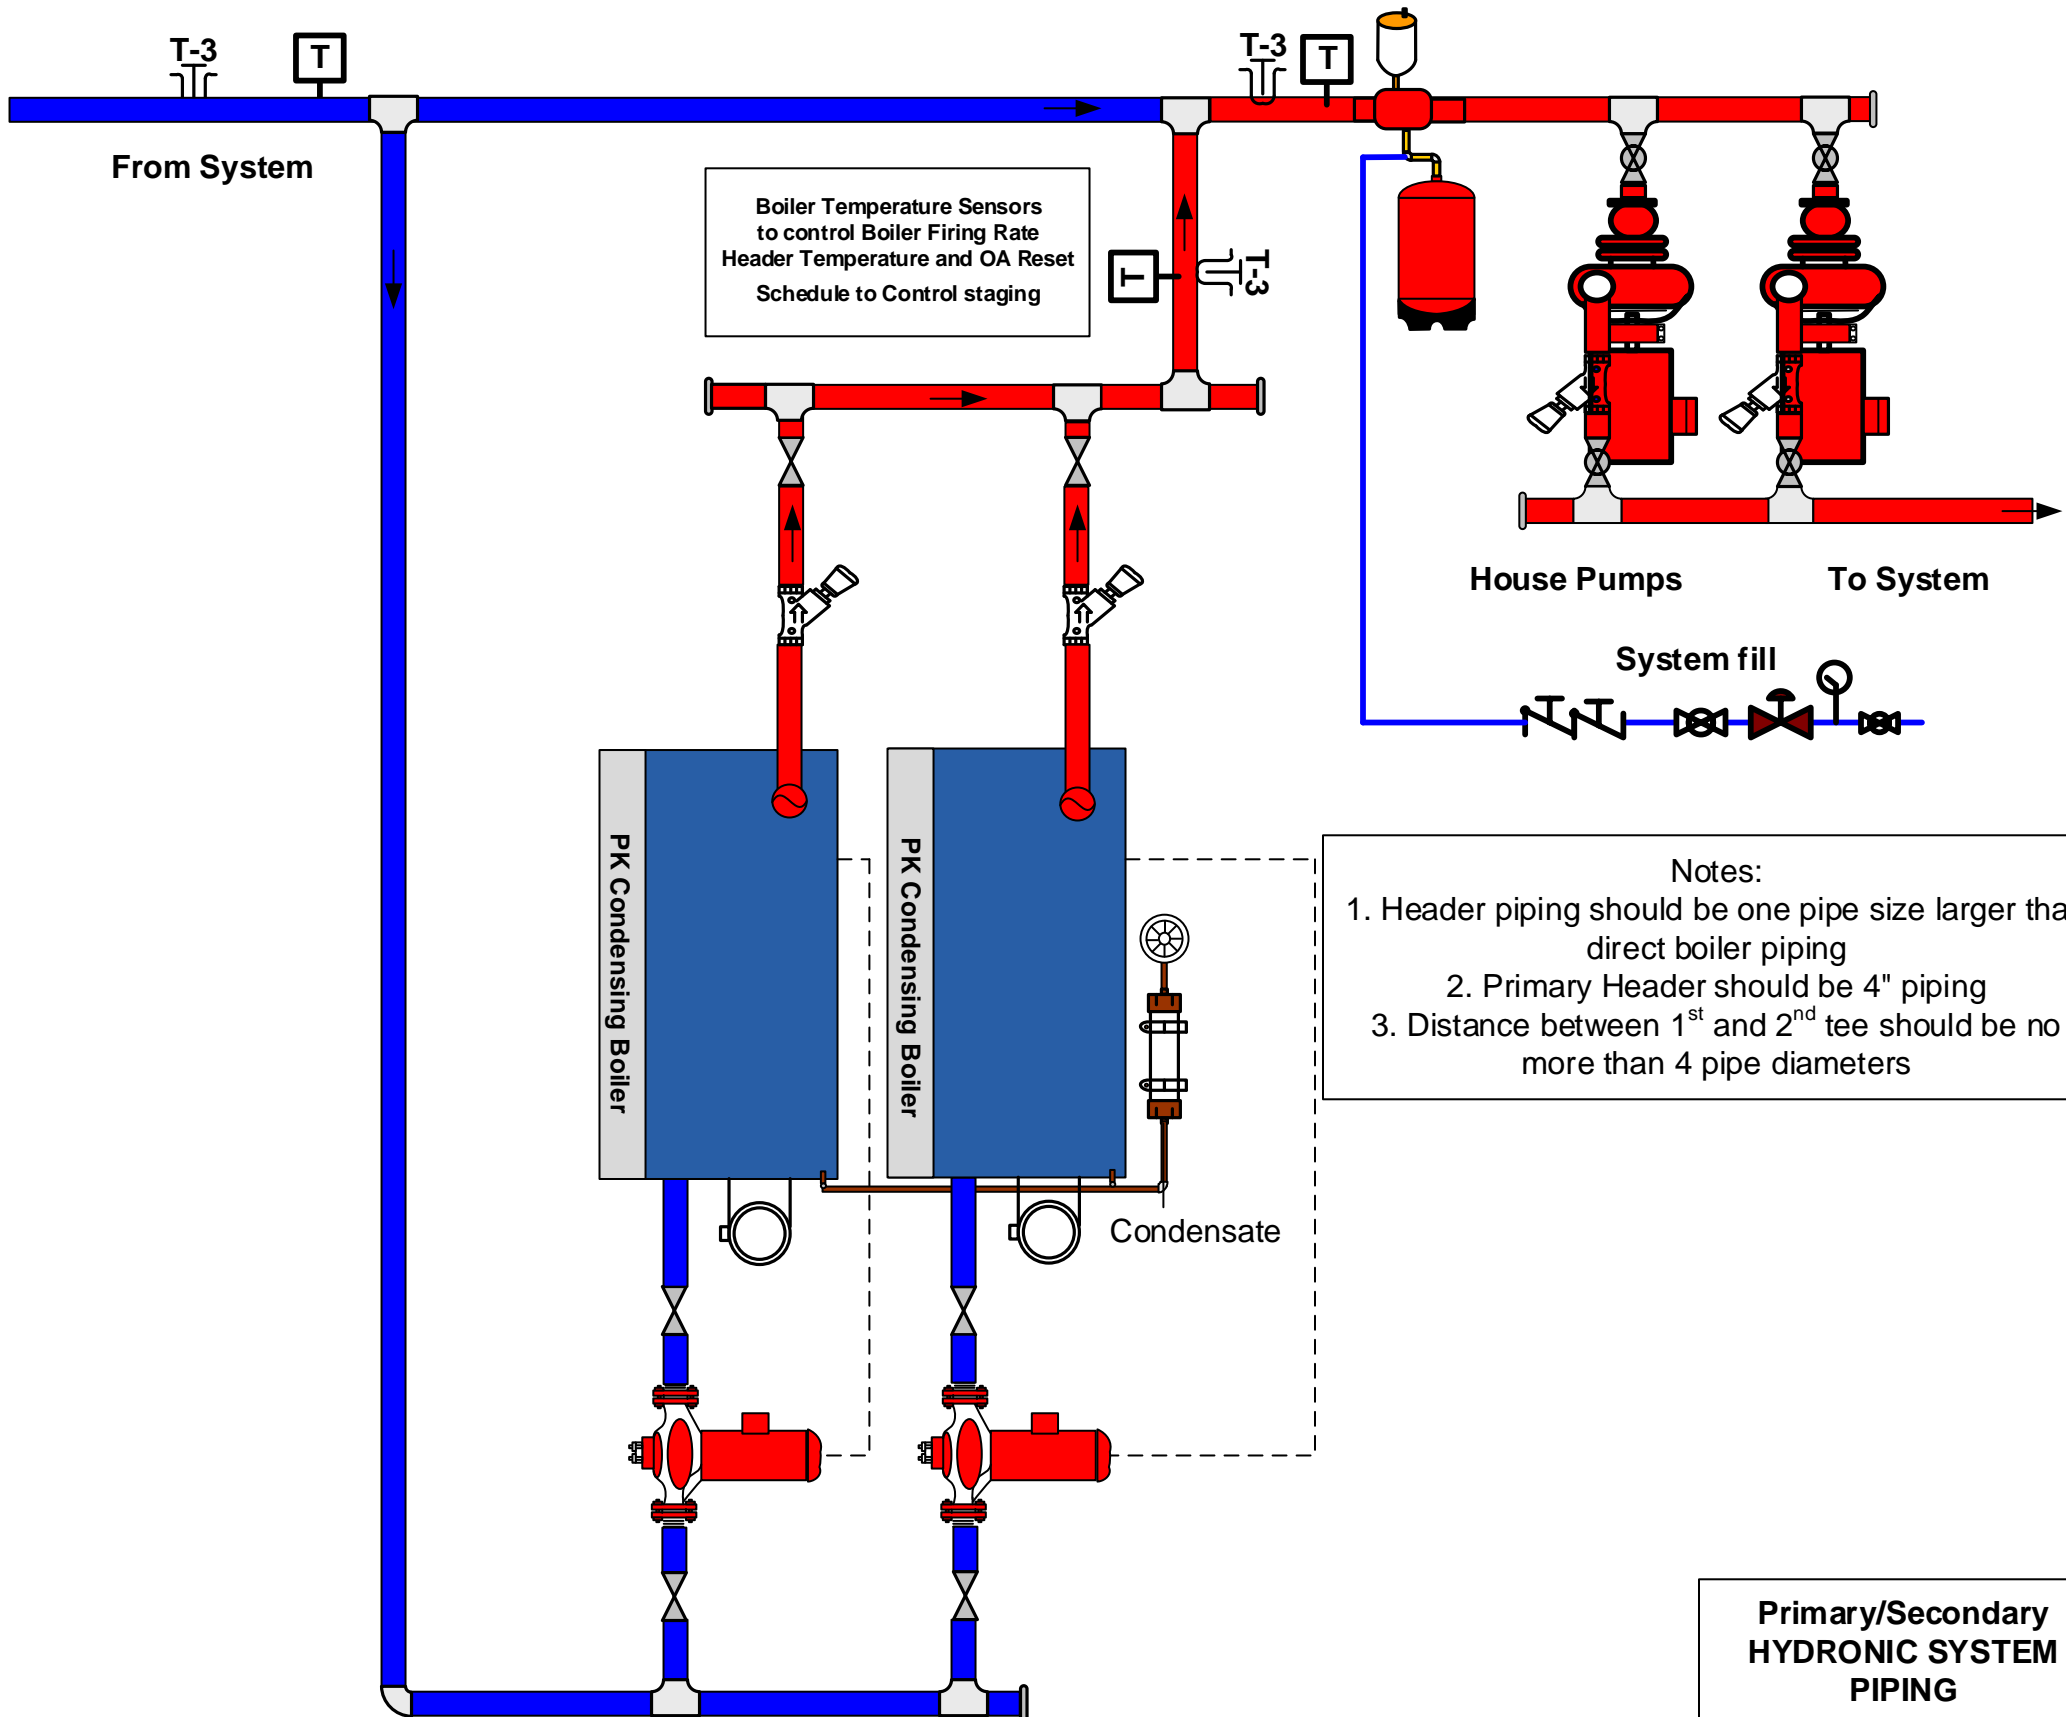 T-3
T
T-3
T
From System
Boiler Temperature Sensors
to control Boiler Firing Rate
Header Temperature and OA Reset
Schedule to Control staging
T
T-3
House Pumps
To System
System fill
PK Condensing Boiler
PK Condensing Boiler
Notes:
1. Header piping should be one pipe size larger tha
direct boiler piping
2. Primary Header should be 4" piping
3. Distance between 1st and 2nd tee should be no
more than 4 pipe diameters
Condensate
Primary/Secondary
HYDRONIC SYSTEM
PIPING